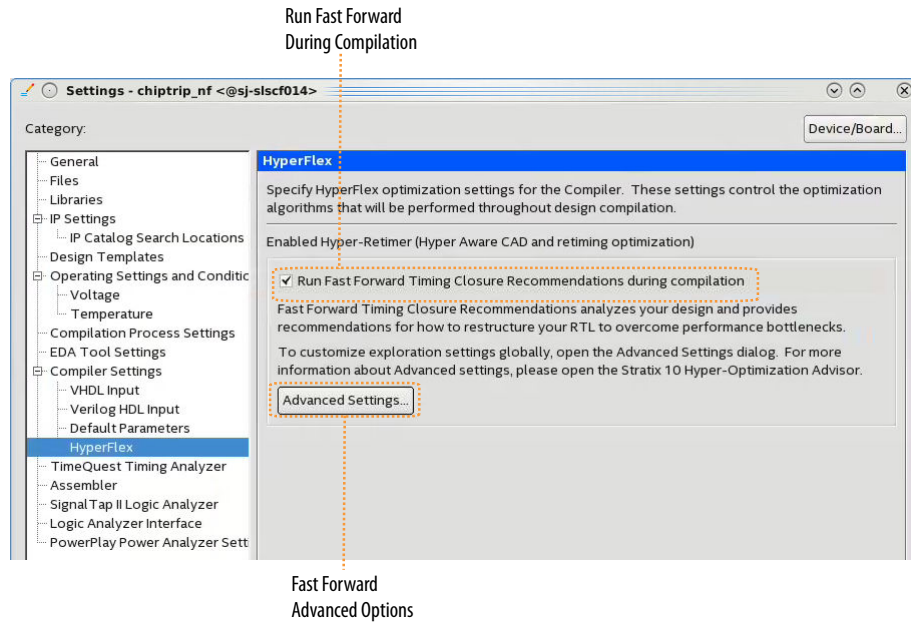 Run Fast Forward
During Compilation
Settings - chiptrip_nf <@sj-slscf014>
Category:
Device/Board...
General
Files
Libraries
IP Settings
IP Catalog Search Locations
Design Templates
Operating Settings and Conditic
Voltage
Temperature
Compilation Process Settings
EDA Tool Settings
Compiler Settings
VHDL Input
Verilog HDL Input
Default Parameters
HyperFlex
TimeQuest Timing Analyzer
Assembler
SignalTap II Logic Analyzer
Logic Analyzer Interface
PowerPlay Power Analyzer Sett
HyperFlex
Specify HyperFlex optimization settings for the Compiler. These settings control the optimization
algorithms that will be performed throughout design compilation.
Enabled Hyper-Retimer (Hyper Aware CAD and retiming optimization)
Run Fast Forward Timing Closure Recommendations during compilation
Fast Forward Timing Closure Recommendations analyzes your design and provides
recommendations for how to restructure your RTL to overcome performance bottlenecks.
To customize exploration settings globally, open the Advanced Settings dialog. For more
information about Advanced settings, please open the Stratix 10 Hyper-Optimization Advisor.
Advanced Settings...
Fast Forward
Advanced Options